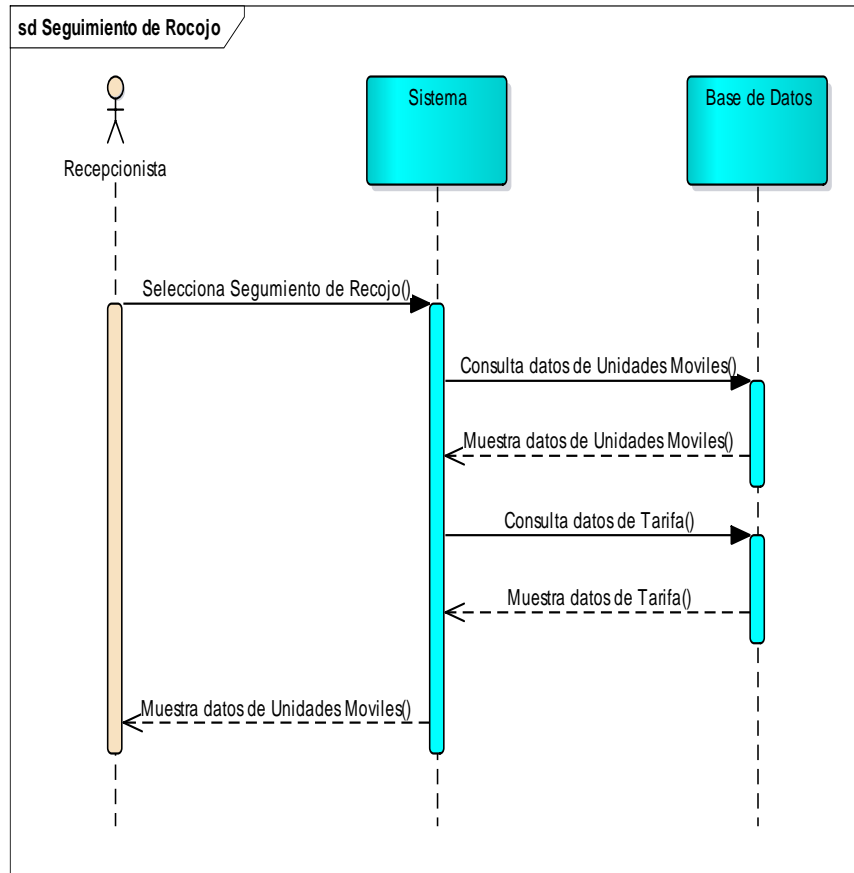 sd Seguimiento de Rocojo
Sistema
Base de Datos
Recepcionista
Selecciona Segumiento de Recojo()
Consulta datos de Unidades Moviles()
Muestra datos de Unidades Moviles()
Consulta datos de Tarifa()
Muestra datos de Tarifa()
Muestra datos de Unidades Moviles()